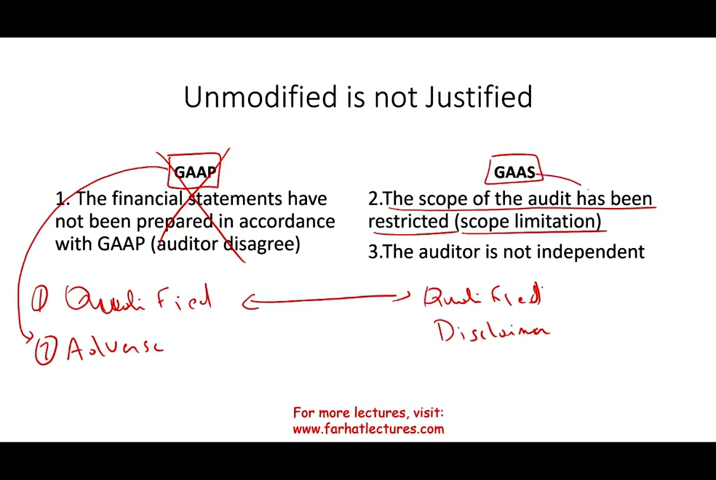 Unmodified is not Justified
GAAP
1. The financial statements have
not been prepared in accordance
with GAAP (auditor disagree)
① Qualified
② Adverse
GAAS
2.The scope of the audit has been
restricted (scope limitation)
3.The auditor is not independent
Qualified
Disclaimer
For more lectures, visit:
www.farhatlectures.com